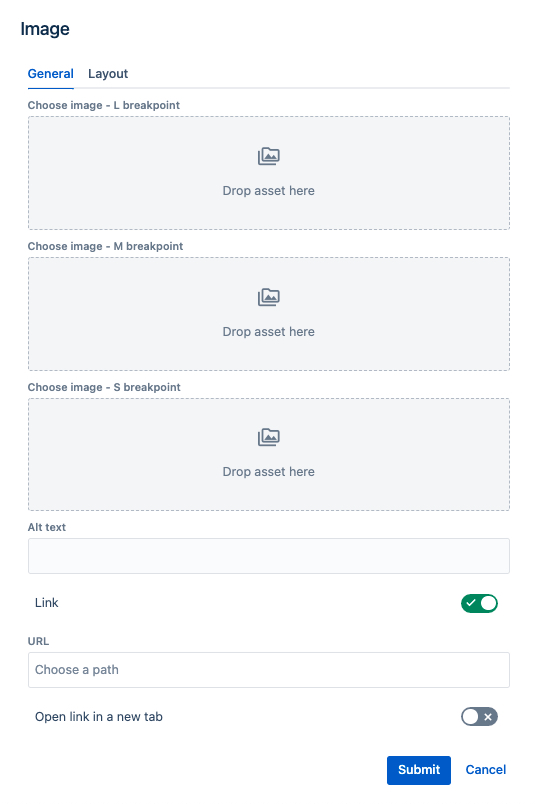 Image
General Layout
Choose image - L breakpoint
Drop asset here
Choose image - M breakpoint
Drop asset here
Choose image - S breakpoint
Drop asset here
Alt text
Link
URL
Choose a path
Open link in a new tab
Submit Cancel